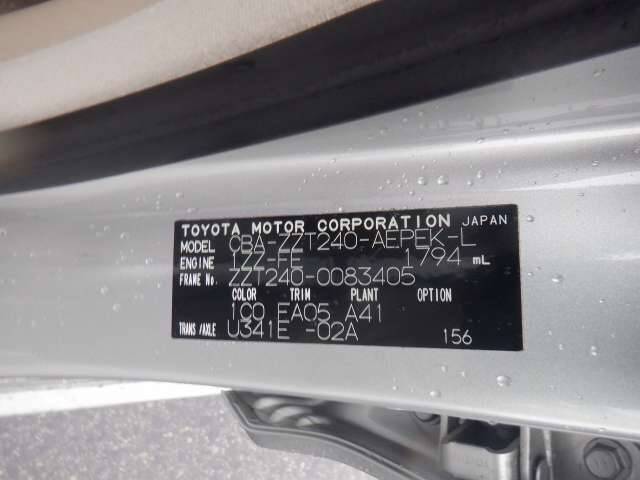 TOYOTA MOTOR CORPORATION JAPAN
MODEL CBA-ZZT240-AEPEK-L
ENGINE 1ZZ-FE 1794 mL
FRAME No. ZZT240-0083405
COLOR TRIM PLANT OPTION
1C0 EA05 A41
TRANS/AXLE U341E -02A 156